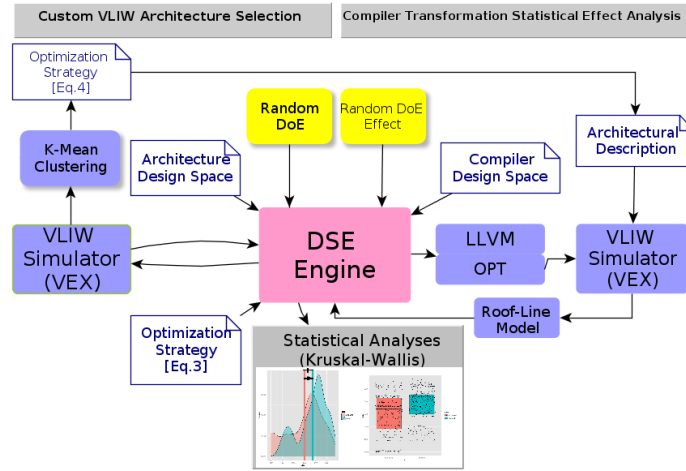 Custom VLIW Architecture Selection
Compiler Transformation Statistical Effect Analysis
Optimization
Strategy
[Eq.4]
Random
DoE
Random DoE
Effect
K-Mean
Clustering
Architecture
Design Space
Compiler
Design Space
Architectural
Description
VLIW
Simulator
(VEX)
DSE
Engine
LLVM
OPT
VLIW
Simulator
(VEX)
Roof-Line
Model
Optimization
Strategy
[Eq.3]
Statistical Analyses
(Kruskal-Wallis)